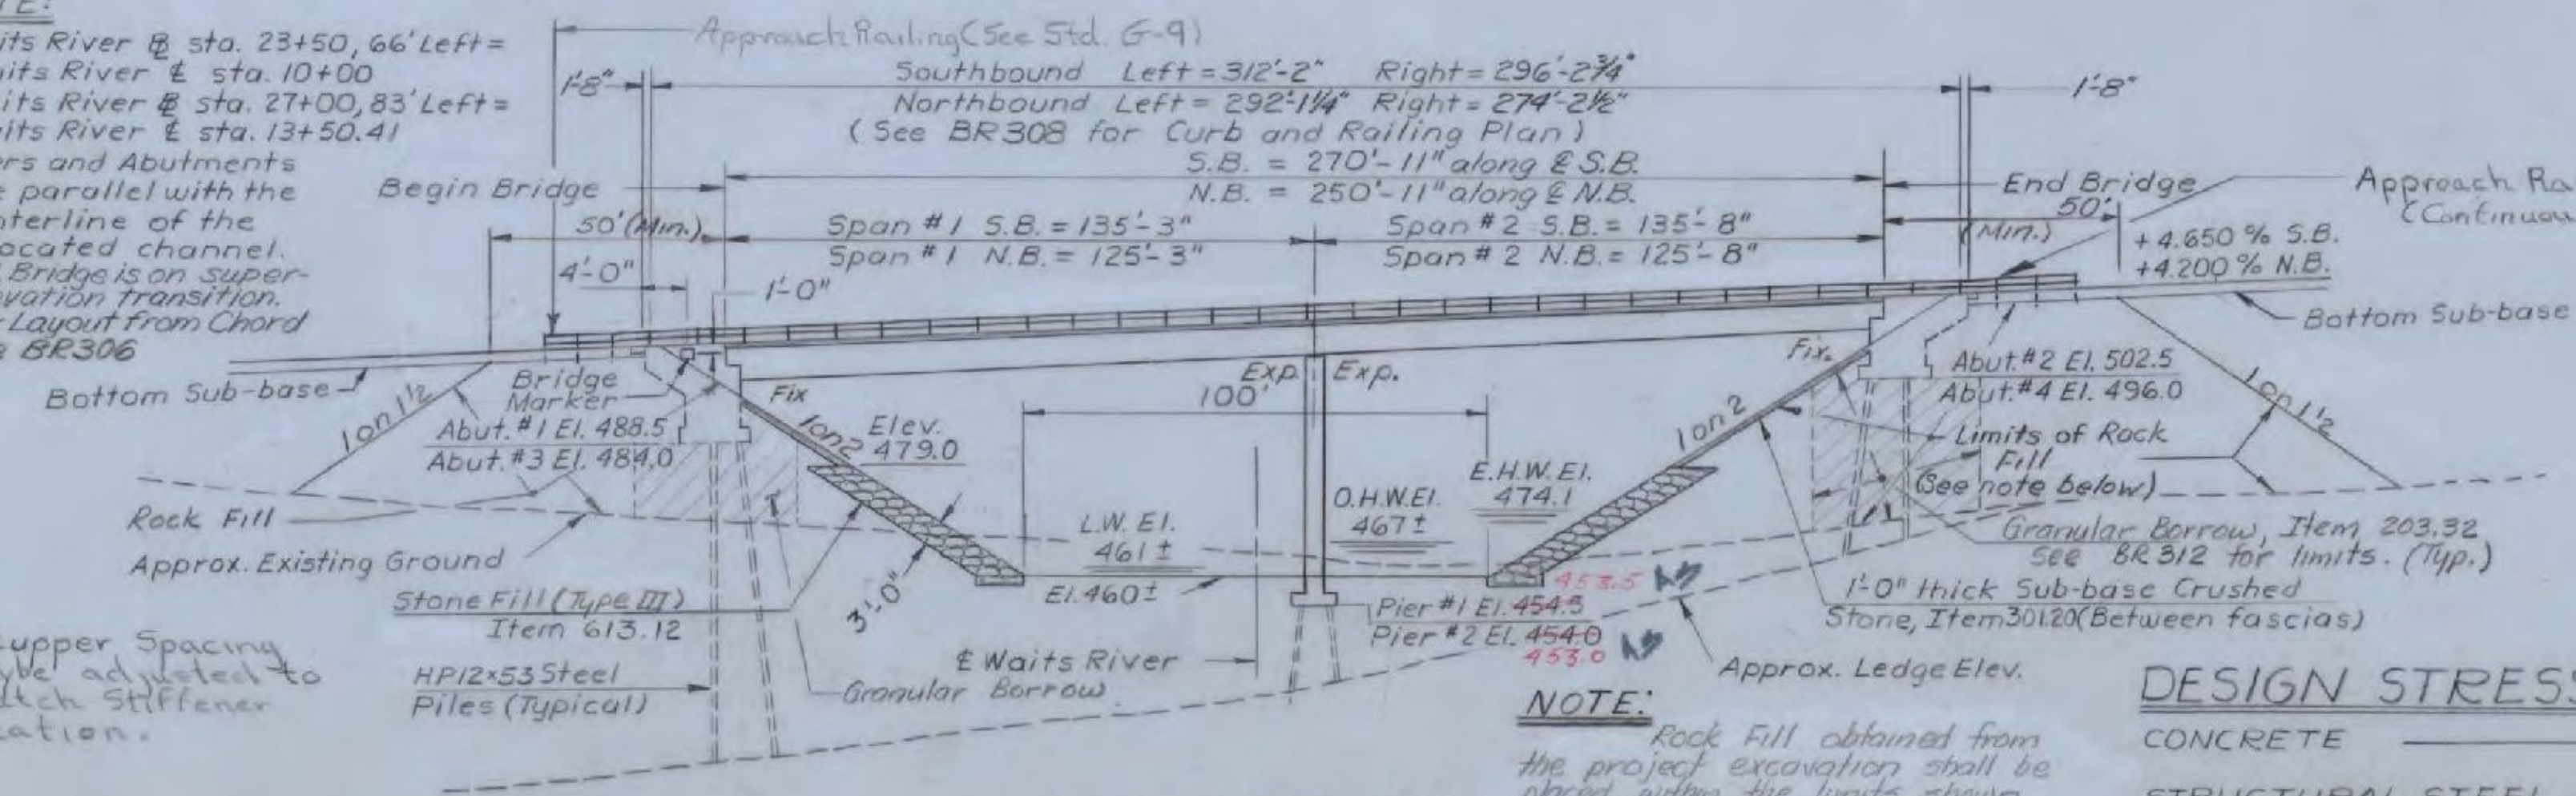 TE:
its River ⅊ sta. 23+50, 66' Left =
its River ℄ sta. 10+00
its River ⅊ sta. 27+00, 83' Left =
its River ℄ sta. 13+50.41
ers and Abutments
e parallel with the
nterline of the
ocated channel.
Bridge is on super-
vation transition.
Layout from Chord
BR306
Approach Railing (See Std. G-9)
1'-8"
Southbound Left = 312'-2" Right = 296'-2¾"
Northbound Left = 292'-1¼" Right = 274'-2½"
(See BR308 for Curb and Railing Plan)
1'-8"
S.B. = 270'-11" along ℄ S.B.
N.B. = 250'-11" along ℄ N.B.
Begin Bridge
End Bridge
Approach Ra
(Continuou
50' (Min.)
Span #1 S.B. = 135'-3"
Span #1 N.B. = 125'-3"
Span #2 S.B. = 135'-8"
Span #2 N.B. = 125'-8"
50'
(Min.)
+4.650 % S.B.
+4.200 % N.B.
4'-0"
1'-0"
Bottom Sub-base
Bottom Sub-base
Bridge
Marker
Fix
Exp.
Exp.
Fix.
100'
1 on 1½
Abut. #1 El. 488.5
Abut. #3 El. 484.0
1 on 2
Elev.
479.0
1 on 2
Abut. #2 El. 502.5
Abut. #4 El. 496.0
1 on 1½
Limits of Rock
Fill
(See note below)
E.H.W. El.
474.1
O.H.W. El.
467±
L.W. El.
461±
El. 460±
Rock Fill
Approx. Existing Ground
Granular Borrow, Item 203.32
See BR312 for limits. (Typ.)
Stone Fill (Type III)
Item 613.12
3'-0"
453.5
Pier #1 El. 454.5
Pier #2 El. 454.0
453.0
1'-0" thick Sub-base Crushed
Stone, Item 301.20 (Between fascias)
upper Spacing
ybe adjusted to
tch Stiffener
cation.
HP12×53 Steel
Piles (Typical)
℄ Waits River
Granular Borrow
Approx. Ledge Elev.
NOTE:
Rock Fill obtained from
the project excavation shall be
placed within the limits shown
DESIGN STRESS
CONCRETE
STRUCTURAL STEEL